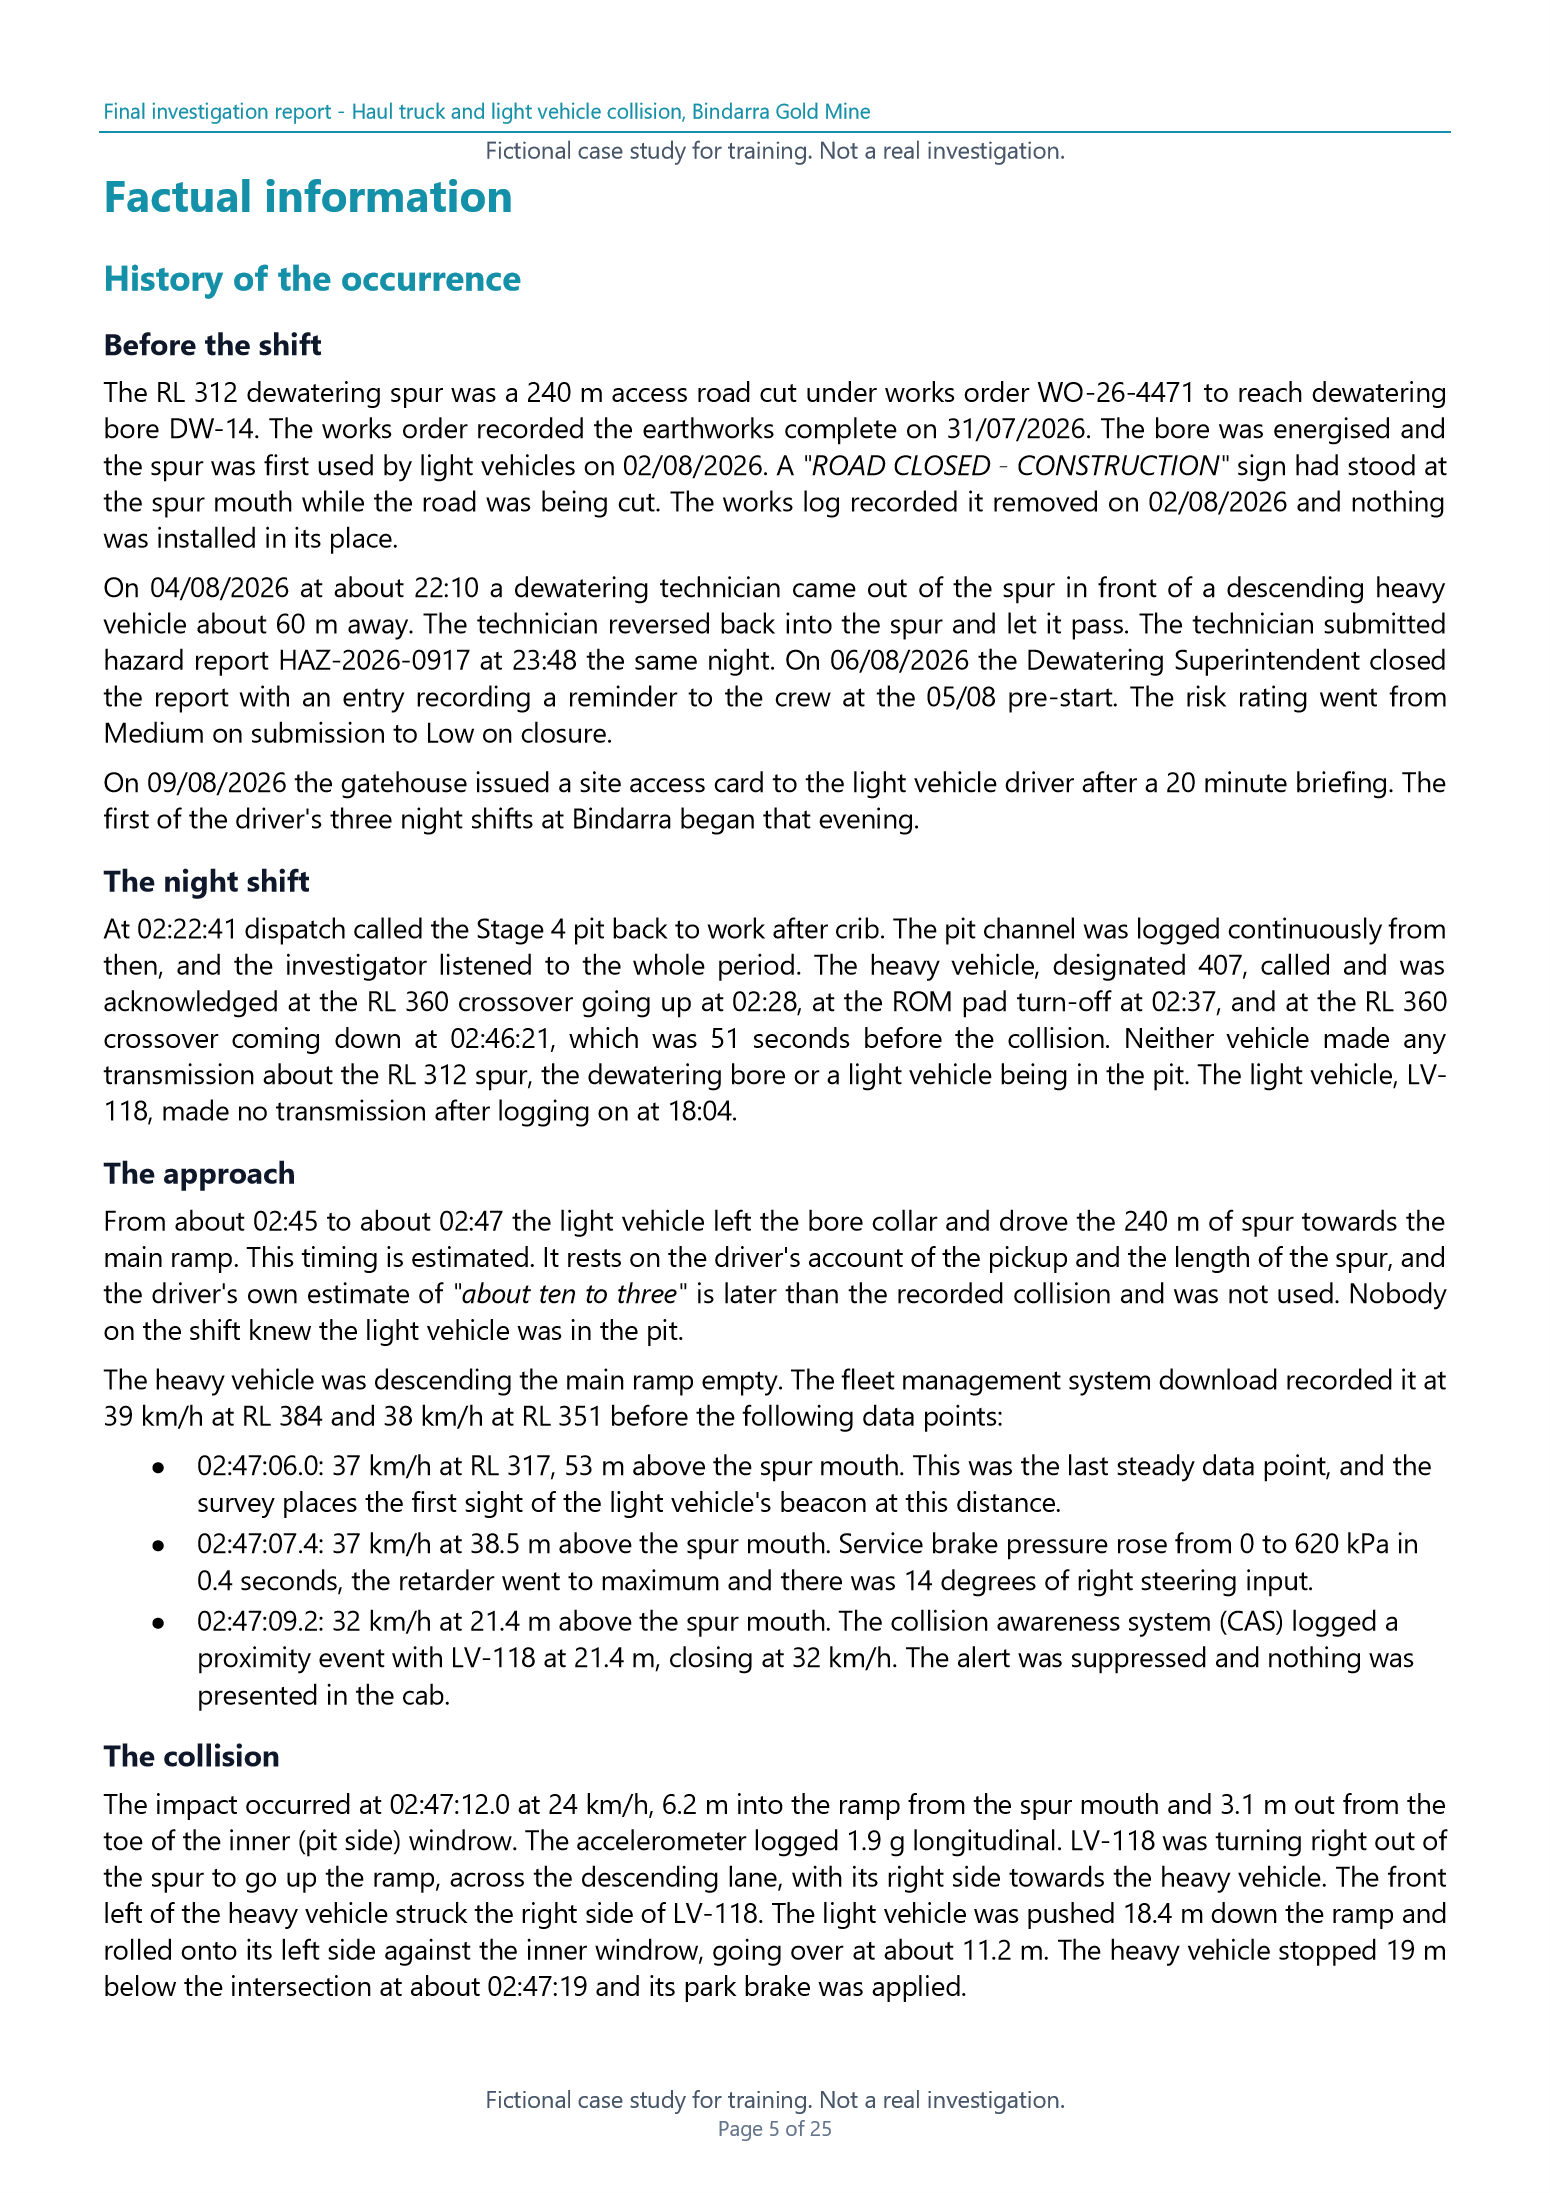 Final investigation report - Haul truck and light vehicle collision, Bindarra Gold Mine
Fictional case study for training. Not a real investigation.
Factual information
History of the occurrence
Before the shift
The RL 312 dewatering spur was a 240 m access road cut under works order WO-26-4471 to reach dewatering
bore DW-14. The works order recorded the earthworks complete on 31/07/2026. The bore was energised and
the spur was first used by light vehicles on 02/08/2026. A "ROAD CLOSED - CONSTRUCTION" sign had stood at
the spur mouth while the road was being cut. The works log recorded it removed on 02/08/2026 and nothing
was installed in its place.
On 04/08/2026 at about 22:10 a dewatering technician came out of the spur in front of a descending heavy
vehicle about 60 m away. The technician reversed back into the spur and let it pass. The technician submitted
hazard report HAZ-2026-0917 at 23:48 the same night. On 06/08/2026 the Dewatering Superintendent closed
the report with an entry recording a reminder to the crew at the 05/08 pre-start. The risk rating went from
Medium on submission to Low on closure.
On 09/08/2026 the gatehouse issued a site access card to the light vehicle driver after a 20 minute briefing. The
first of the driver's three night shifts at Bindarra began that evening.
The night shift
At 02:22:41 dispatch called the Stage 4 pit back to work after crib. The pit channel was logged continuously from
then, and the investigator listened to the whole period. The heavy vehicle, designated 407, called and was
acknowledged at the RL 360 crossover going up at 02:28, at the ROM pad turn-off at 02:37, and at the RL 360
crossover coming down at 02:46:21, which was 51 seconds before the collision. Neither vehicle made any
transmission about the RL 312 spur, the dewatering bore or a light vehicle being in the pit. The light vehicle, LV-
118, made no transmission after logging on at 18:04.
The approach
From about 02:45 to about 02:47 the light vehicle left the bore collar and drove the 240 m of spur towards the
main ramp. This timing is estimated. It rests on the driver's account of the pickup and the length of the spur, and
the driver's own estimate of "about ten to three" is later than the recorded collision and was not used. Nobody
on the shift knew the light vehicle was in the pit.
The heavy vehicle was descending the main ramp empty. The fleet management system download recorded it at
39 km/h at RL 384 and 38 km/h at RL 351 before the following data points:
● 02:47:06.0: 37 km/h at RL 317, 53 m above the spur mouth. This was the last steady data point, and the
survey places the first sight of the light vehicle's beacon at this distance.
● 02:47:07.4: 37 km/h at 38.5 m above the spur mouth. Service brake pressure rose from 0 to 620 kPa in
0.4 seconds, the retarder went to maximum and there was 14 degrees of right steering input.
● 02:47:09.2: 32 km/h at 21.4 m above the spur mouth. The collision awareness system (CAS) logged a
proximity event with LV-118 at 21.4 m, closing at 32 km/h. The alert was suppressed and nothing was
presented in the cab.
The collision
The impact occurred at 02:47:12.0 at 24 km/h, 6.2 m into the ramp from the spur mouth and 3.1 m out from the
toe of the inner (pit side) windrow. The accelerometer logged 1.9 g longitudinal. LV-118 was turning right out of
the spur to go up the ramp, across the descending lane, with its right side towards the heavy vehicle. The front
left of the heavy vehicle struck the right side of LV-118. The light vehicle was pushed 18.4 m down the ramp and
rolled onto its left side against the inner windrow, going over at about 11.2 m. The heavy vehicle stopped 19 m
below the intersection at about 02:47:19 and its park brake was applied.
Fictional case study for training. Not a real investigation.
Page 5 of 25